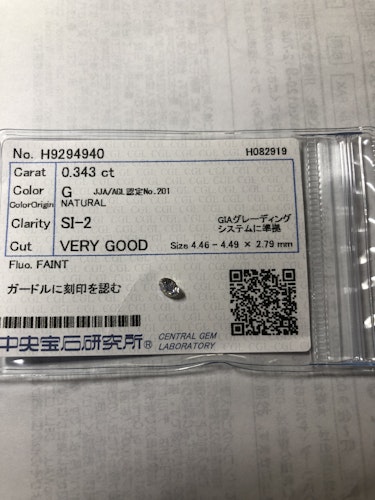 No. H9294940 H082919
Carat 0.343 ct
Color G JJA/AGL認定No.201
ColorOrigin NATURAL
Clarity SI-2 GIAグレーディング
システムに準拠
Cut VERY GOOD Size 4.46 - 4.49 × 2.79 mm
Fluo. FAINT
ガードルに刻印を認む
中央宝石研究所® CENTRAL GEM
LABORATORY